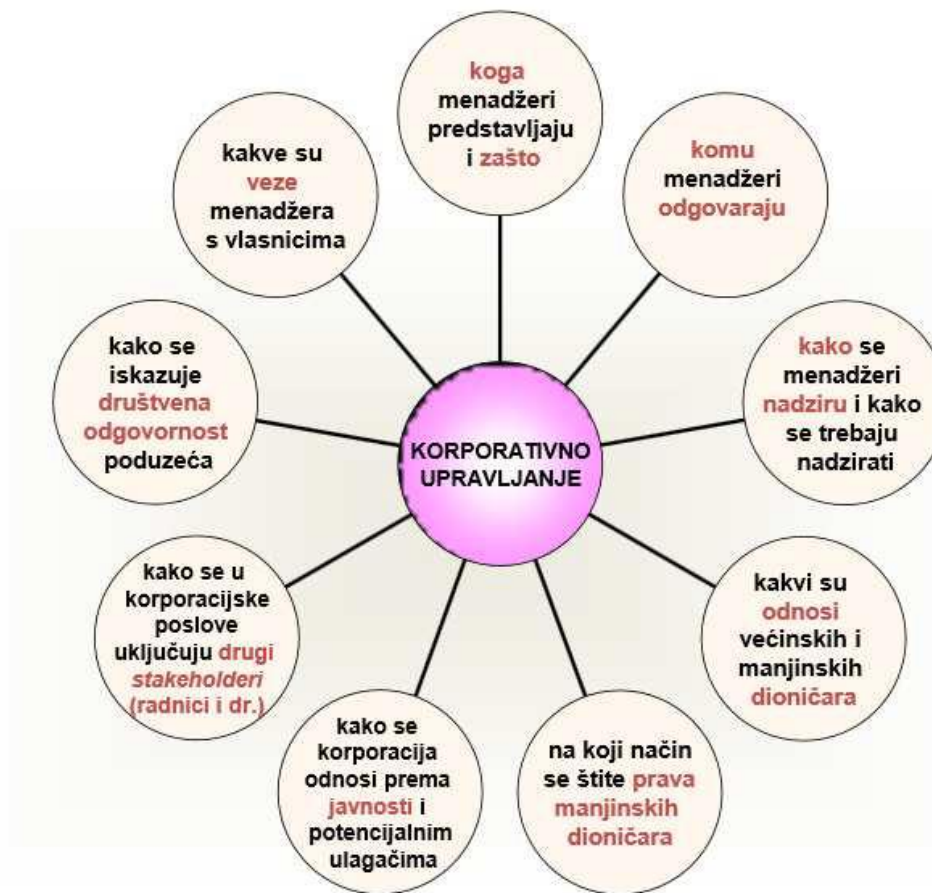 koga
menadžeri
predstavljaju
i zašto
komu
menadžeri
odgovaraju
kako se
menadžeri
nadziru i kako
se trebaju
nadzirati
kakvi su
odnosi
većinskih i
manjinskih
dioničara
na koji način
se štite prava
manjinskih
dioničara
kako se
korporacija
odnosi prema
javnosti i
potencijalnim
ulagačima
kako se u
korporacijske
poslove
uključuju drugi
stakeholderi
(radnici i dr.)
kako se
iskazuje
društvena
odgovornost
poduzeća
kakve su
veze
menadžera
s vlasnicima
KORPORATIVNO
UPRAVLJANJE